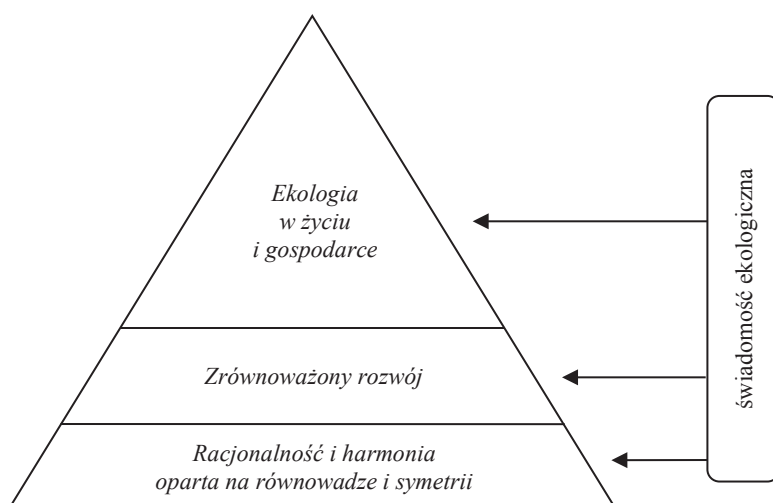 Ekologia
w życiu
i gospodarce
Zrównoważony rozwój
Racjonalność i harmonia
oparta na równowadze i symetrii
świadomość ekologiczna